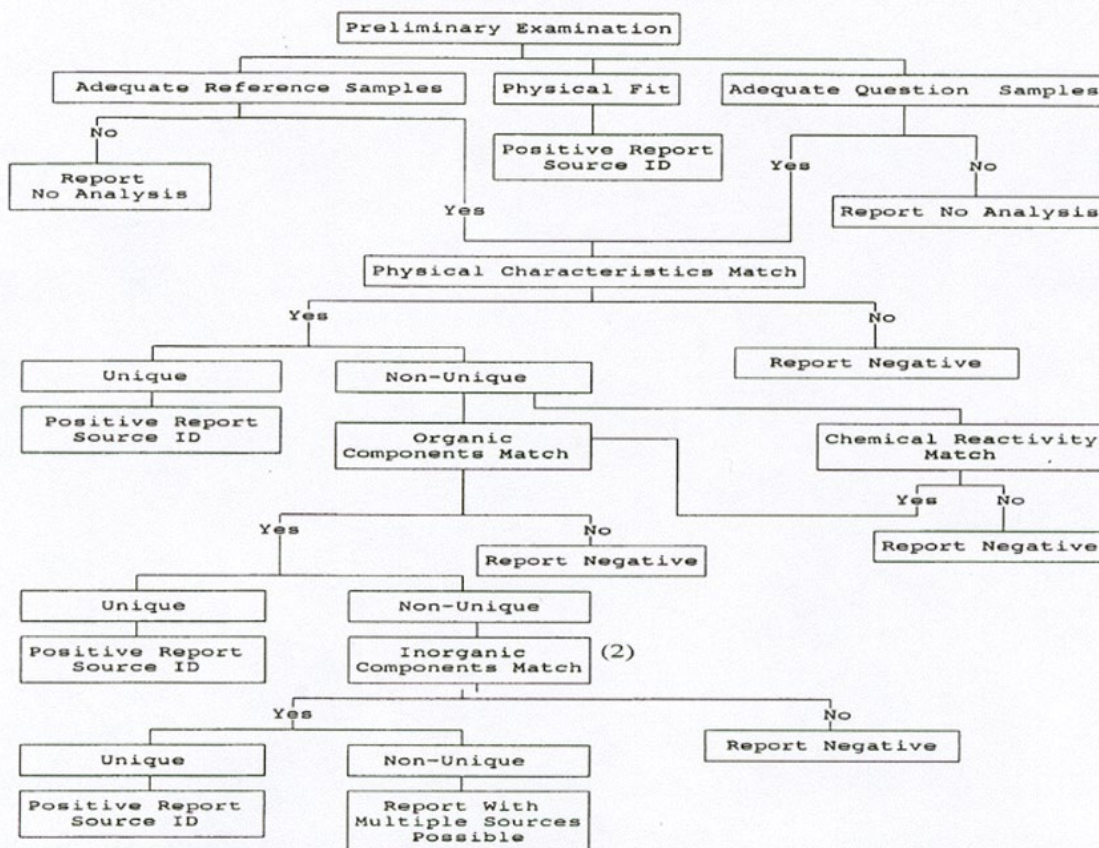 Preliminary Examination
Adequate Reference Samples
Physical Fit
Adequate Question Samples
No
Positive Report
Source ID
Yes
No
Report
No Analysis
Yes
Report No Analysis
Physical Characteristics Match
Yes
No
Unique
Non-Unique
Report Negative
Positive Report
Source ID
Organic
Components Match
Chemical Reactivity
Match
Yes
No
Yes
No
Report Negative
Report Negative
Unique
Non-Unique
Positive Report
Source ID
Inorganic
Components Match
(2)
Yes
No
Unique
Non-Unique
Report Negative
Positive Report
Source ID
Report With
Multiple Sources
Possible